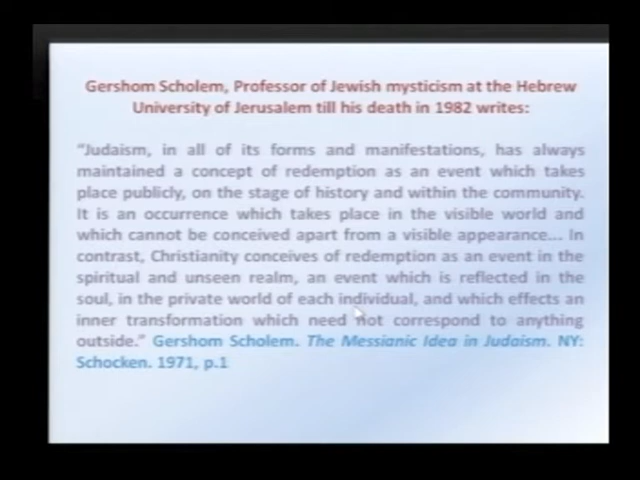 Gershom Scholem, Professor of Jewish mysticism at the Hebrew
University of Jerusalem till his death in 1982 writes:
“Judaism, in all of its forms and manifestations, has always
maintained a concept of redemption as an event which takes
place publicly, on the stage of history and within the community.
It is an occurrence which takes place in the visible world and
which cannot be conceived apart from a visible appearance... In
contrast, Christianity conceives of redemption as an event in the
spiritual and unseen realm, an event which is reflected in the
soul, in the private world of each individual, and which effects an
inner transformation which need not correspond to anything
outside.” Gershom Scholem. The Messianic Idea in Judaism. NY:
Schocken. 1971, p.1